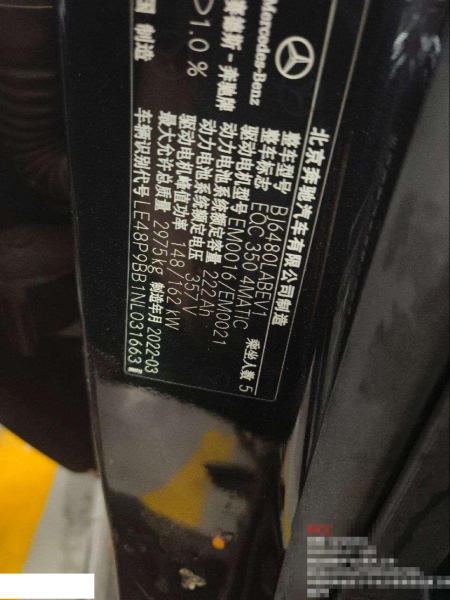 北京奔驰汽车有限公司制造
Mercedes-Benz
德斯-奔驰牌
>1.0%
国 制造
整车型号 BJ6480LABEV1
整车标志 EQC 350 4MATIC 乘坐人数 5
驱动电机型号 EM0016/EM0021
动力电池系统额定容量 222Ah
动力电池系统额定电压 357V
驱动电机峰值功率 148/162kW
最大允许总质量 2975kg 制造年月 2022-03
车辆识别代号 LE48P9BB1NL031663